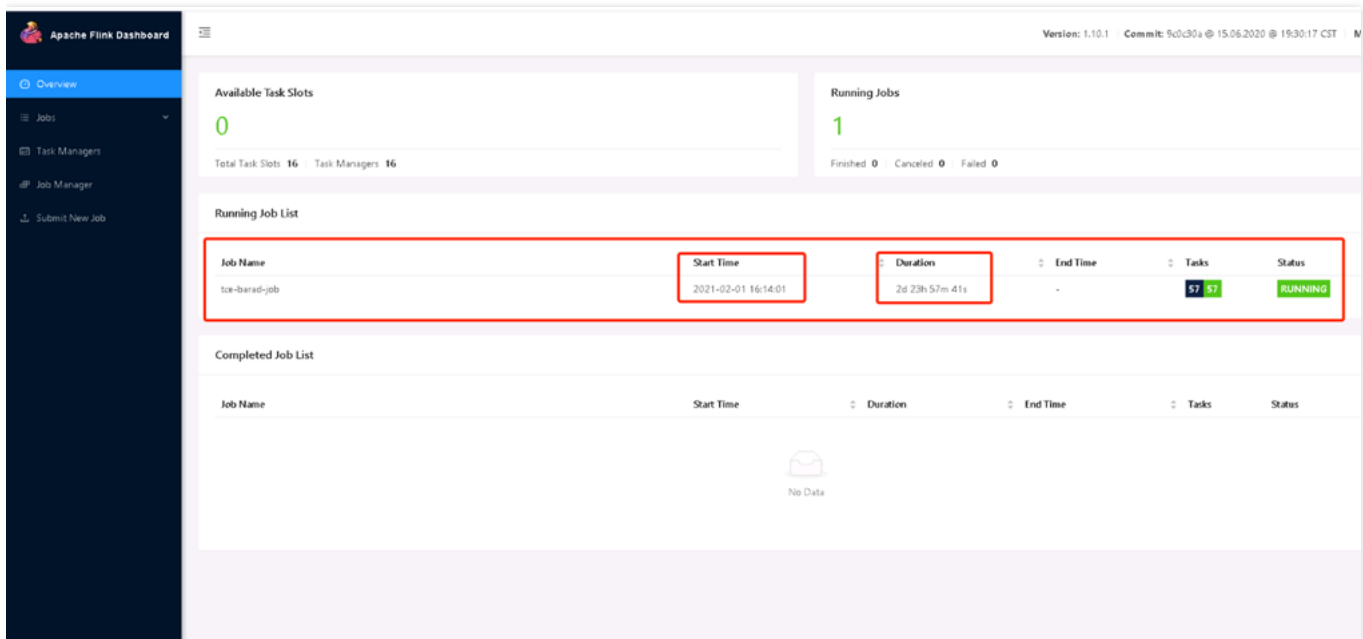 Apache Flink Dashboard
Version: 1.10.1 Commit: 9c0c30a @ 15.06.2020 @ 19:30:17 CST M
Overview
Jobs
Task Managers
Job Manager
Submit New Job
Available Task Slots
0
Total Task Slots 16 Task Managers 16
Running Jobs
1
Finished 0 Canceled 0 Failed 0
Running Job List
Job Name Start Time Duration End Time Tasks Status
tce-barad-job 2021-02-01 16:14:01 2d 23h 57m 41s - 57 57 RUNNING
Completed Job List
Job Name Start Time Duration End Time Tasks Status
No Data